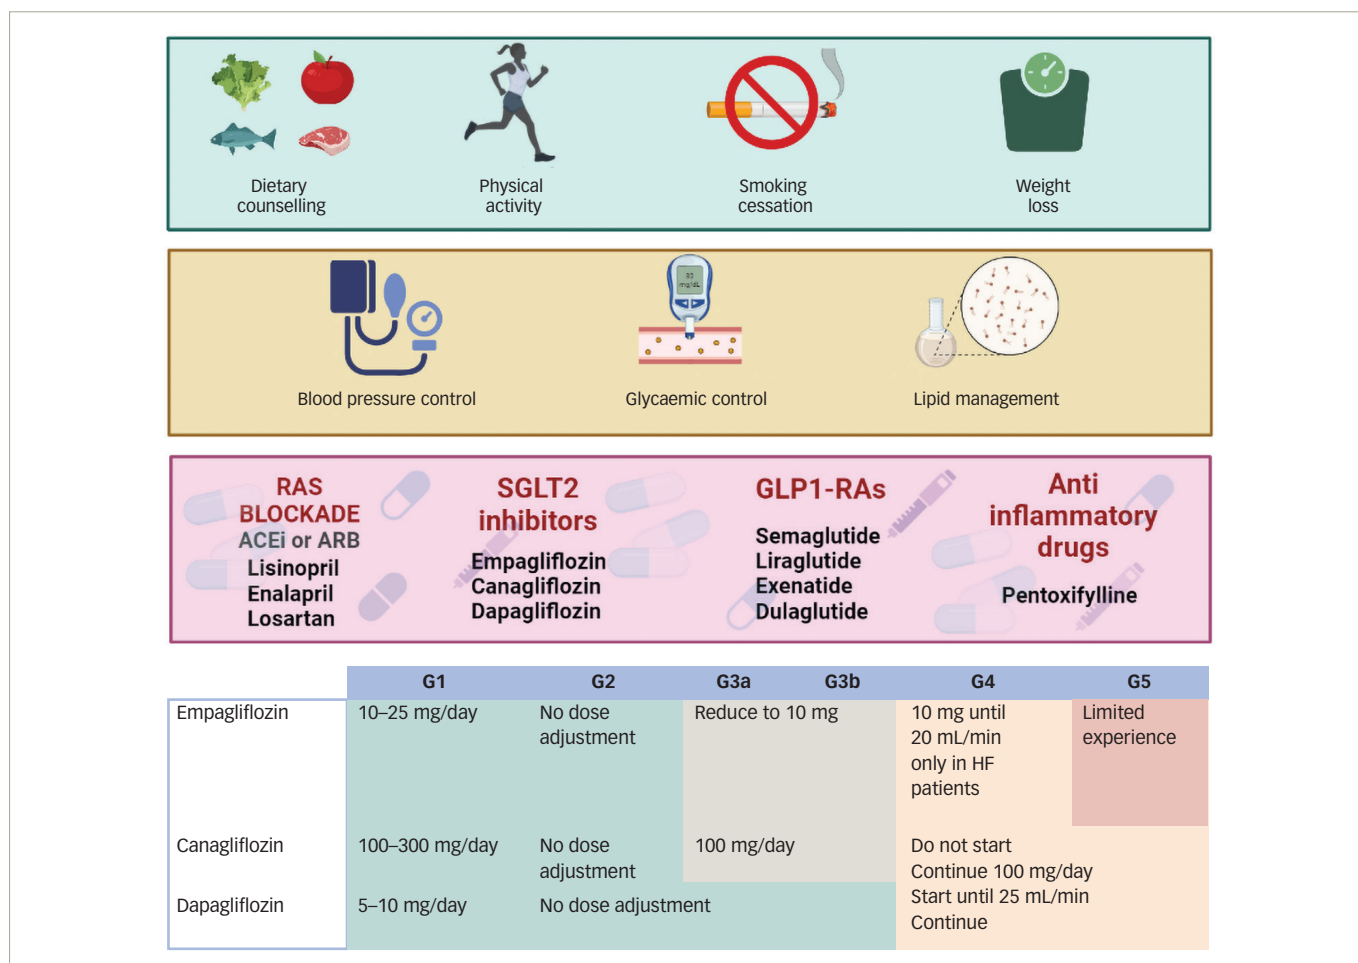 Dietary
counselling
Physical
activity
Smoking
cessation
Weight
loss
80
mg/dL
Blood pressure control
Glycaemic control
Lipid management
RAS
BLOCKADE
ACEi or ARB
Lisinopril
Enalapril
Losartan
SGLT2
inhibitors
Empagliflozin
Canagliflozin
Dapagliflozin
GLP1-RAs
Semaglutide
Liraglutide
Exenatide
Dulaglutide
Anti
inflammatory
drugs
Pentoxifylline
G1 G2 G3a G3b G4 G5
Empagliflozin
10–25 mg/day
No dose
adjustment
Reduce to 10 mg
10 mg until
20 mL/min
only in HF
patients
Limited
experience
Canagliflozin
100–300 mg/day
No dose
adjustment
100 mg/day
Do not start
Continue 100 mg/day
Dapagliflozin
5–10 mg/day
No dose adjustment
Start until 25 mL/min
Continue